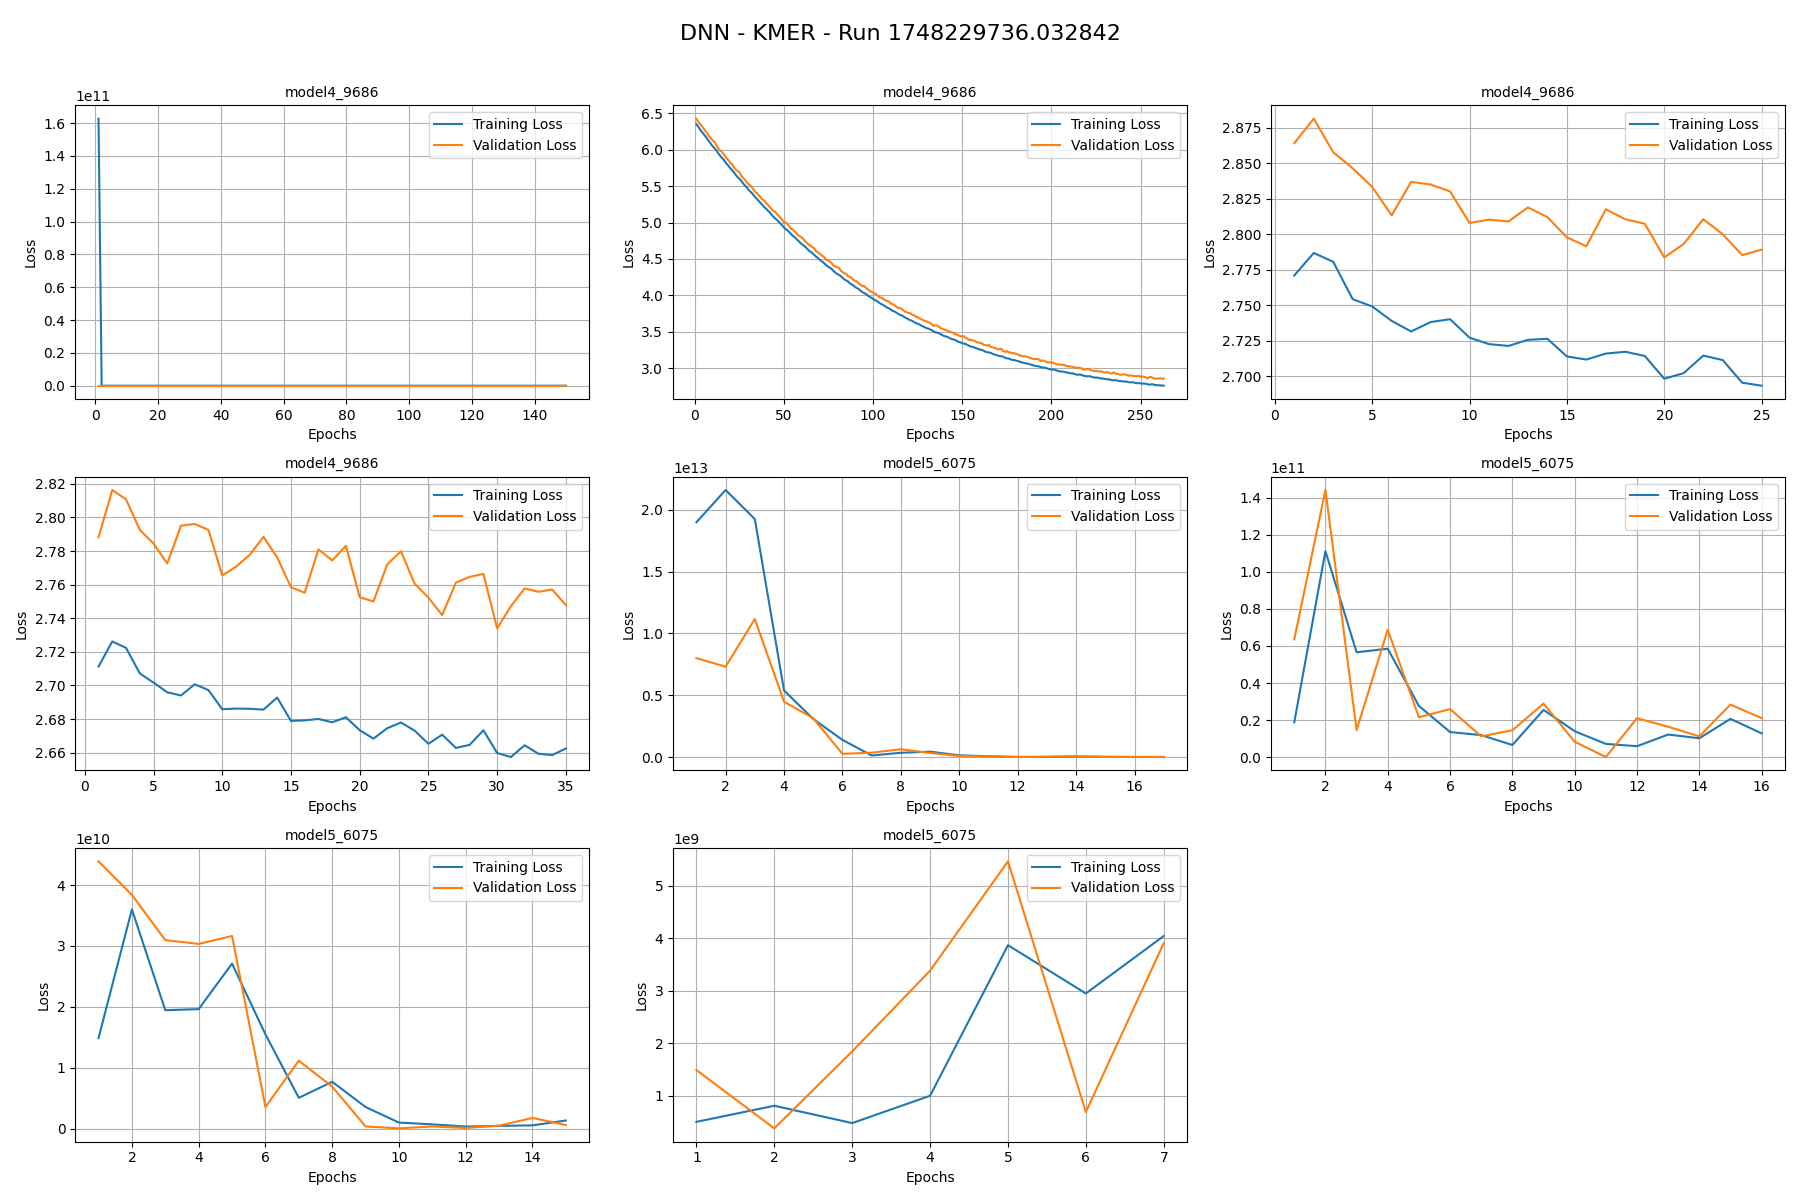 DNN - KMER - Run 1748229736.032842
model4_9686
1e11
Training Loss
Validation Loss
1.6
1.4
1.2
1.0
0.8
0.6
0.4
0.2
0.0
Loss
0 20 40 60 80 100 120 140
Epochs
model4_9686
Training Loss
Validation Loss
6.5
6.0
5.5
5.0
4.5
4.0
3.5
3.0
Loss
0 50 100 150 200 250
Epochs
model4_9686
Training Loss
Validation Loss
2.875
2.850
2.825
2.800
2.775
2.750
2.725
2.700
Loss
0 5 10 15 20 25
Epochs
model4_9686
Training Loss
Validation Loss
2.82
2.80
2.78
2.76
2.74
2.72
2.70
2.68
2.66
Loss
0 5 10 15 20 25 30 35
Epochs
model5_6075
1e13
Training Loss
Validation Loss
2.0
1.5
1.0
0.5
0.0
Loss
2 4 6 8 10 12 14 16
Epochs
model5_6075
1e11
Training Loss
Validation Loss
1.4
1.2
1.0
0.8
0.6
0.4
0.2
0.0
Loss
2 4 6 8 10 12 14 16
Epochs
model5_6075
1e10
Training Loss
Validation Loss
4
3
2
1
0
Loss
2 4 6 8 10 12 14
Epochs
model5_6075
1e9
Training Loss
Validation Loss
5
4
3
2
1
Loss
1 2 3 4 5 6 7
Epochs